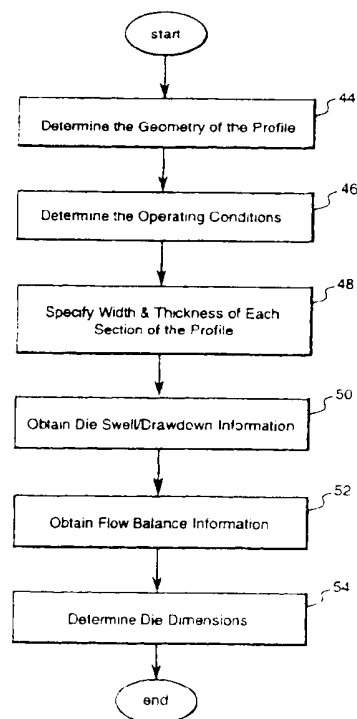 start
44
Determine the Geometry of the Profile
46
Determine the Operating Conditions
48
Specify Width & Thickness of Each
Section of the Profile
50
Obtain Die Swell/Drawdown Information
52
Obtain Flow Balance Information
54
Determine Die Dimensions
end